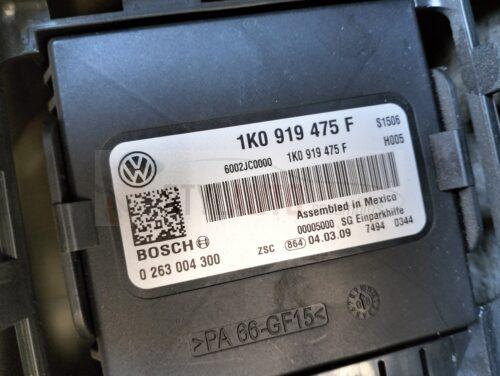 1K0 919 475 F S1506
6002JC0000 1K0 919 475 F H005
Assembled in Mexico
00005000 SG Einparkhilfe
BOSCH ZSC 864 04.03.09 7494 0344
0 263 004 300
>PA 66-GF15<